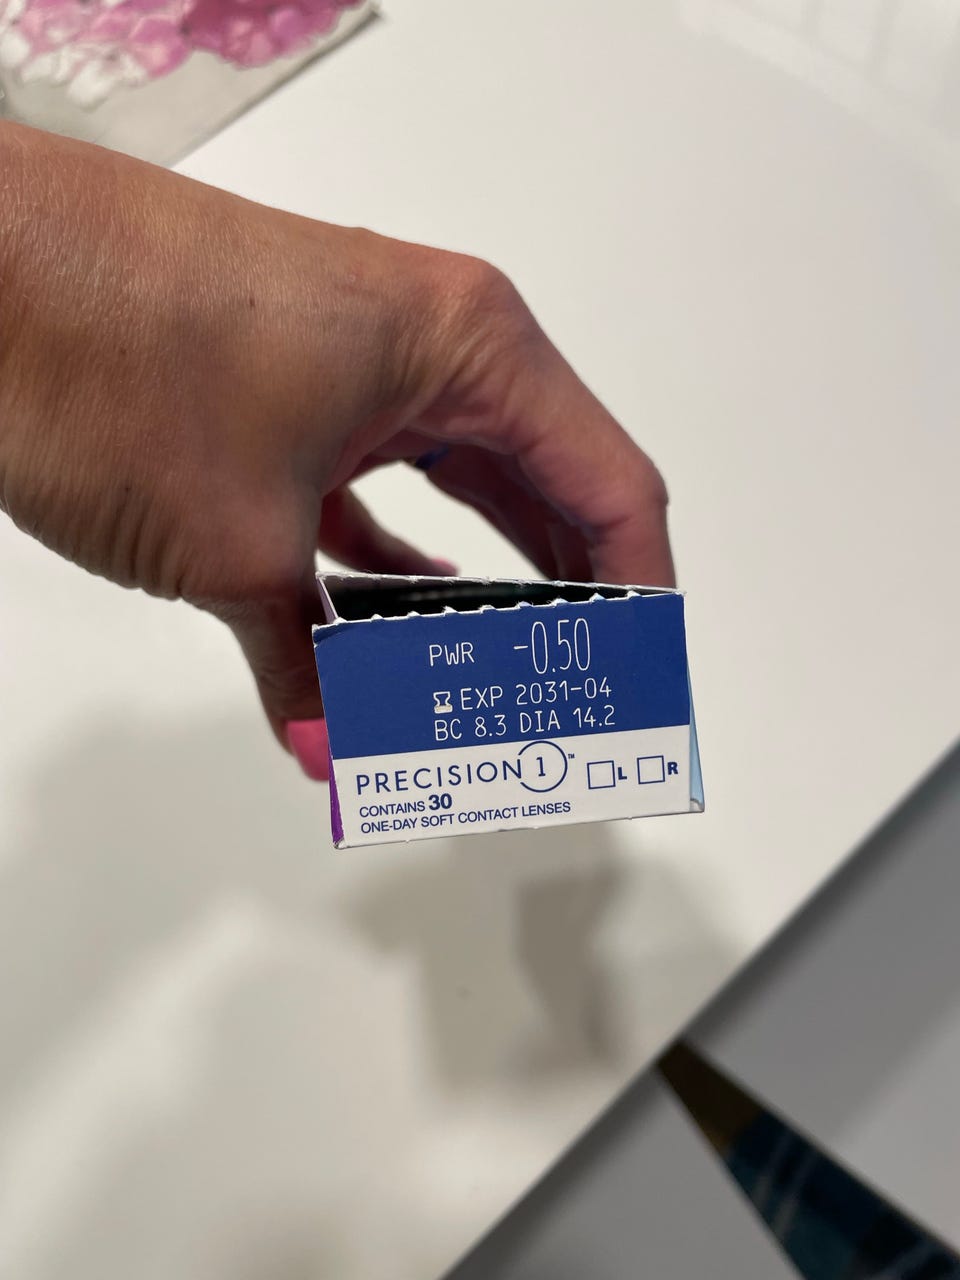 PWR -0.50
EXP 2031-04
BC 8.3 DIA 14.2
PRECISION 1™ L R
CONTAINS 30
ONE-DAY SOFT CONTACT LENSES